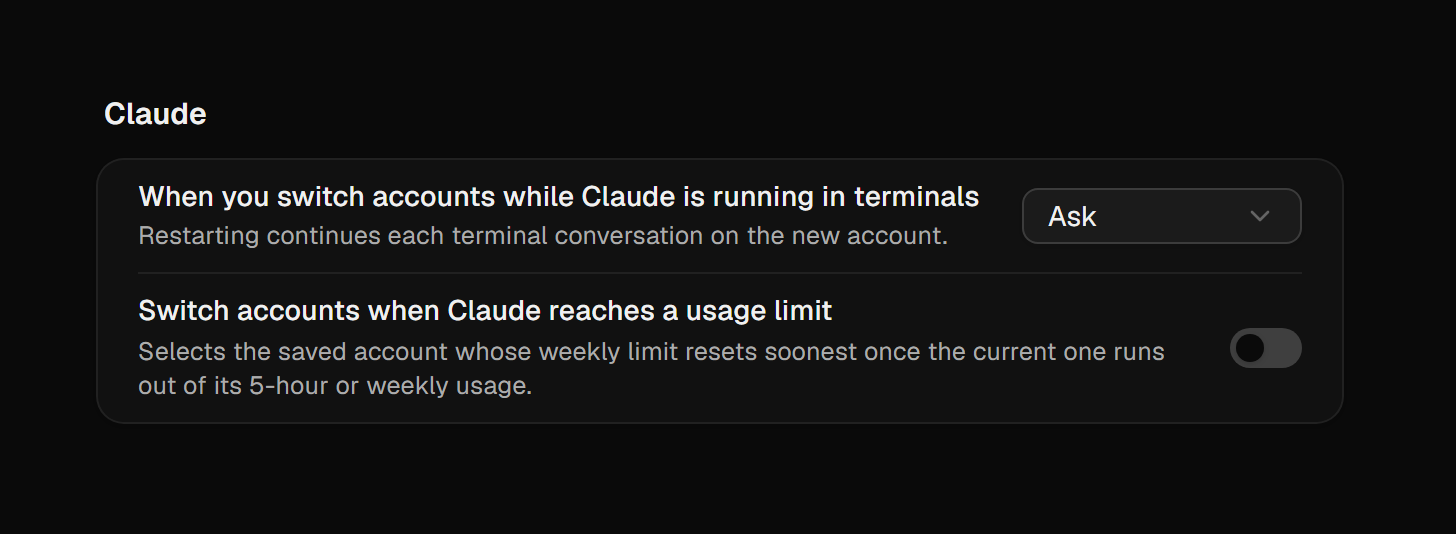 Claude
When you switch accounts while Claude is running in terminals
Restarting continues each terminal conversation on the new account.
Ask
Switch accounts when Claude reaches a usage limit
Selects the saved account whose weekly limit resets soonest once the current one runs
out of its 5-hour or weekly usage.